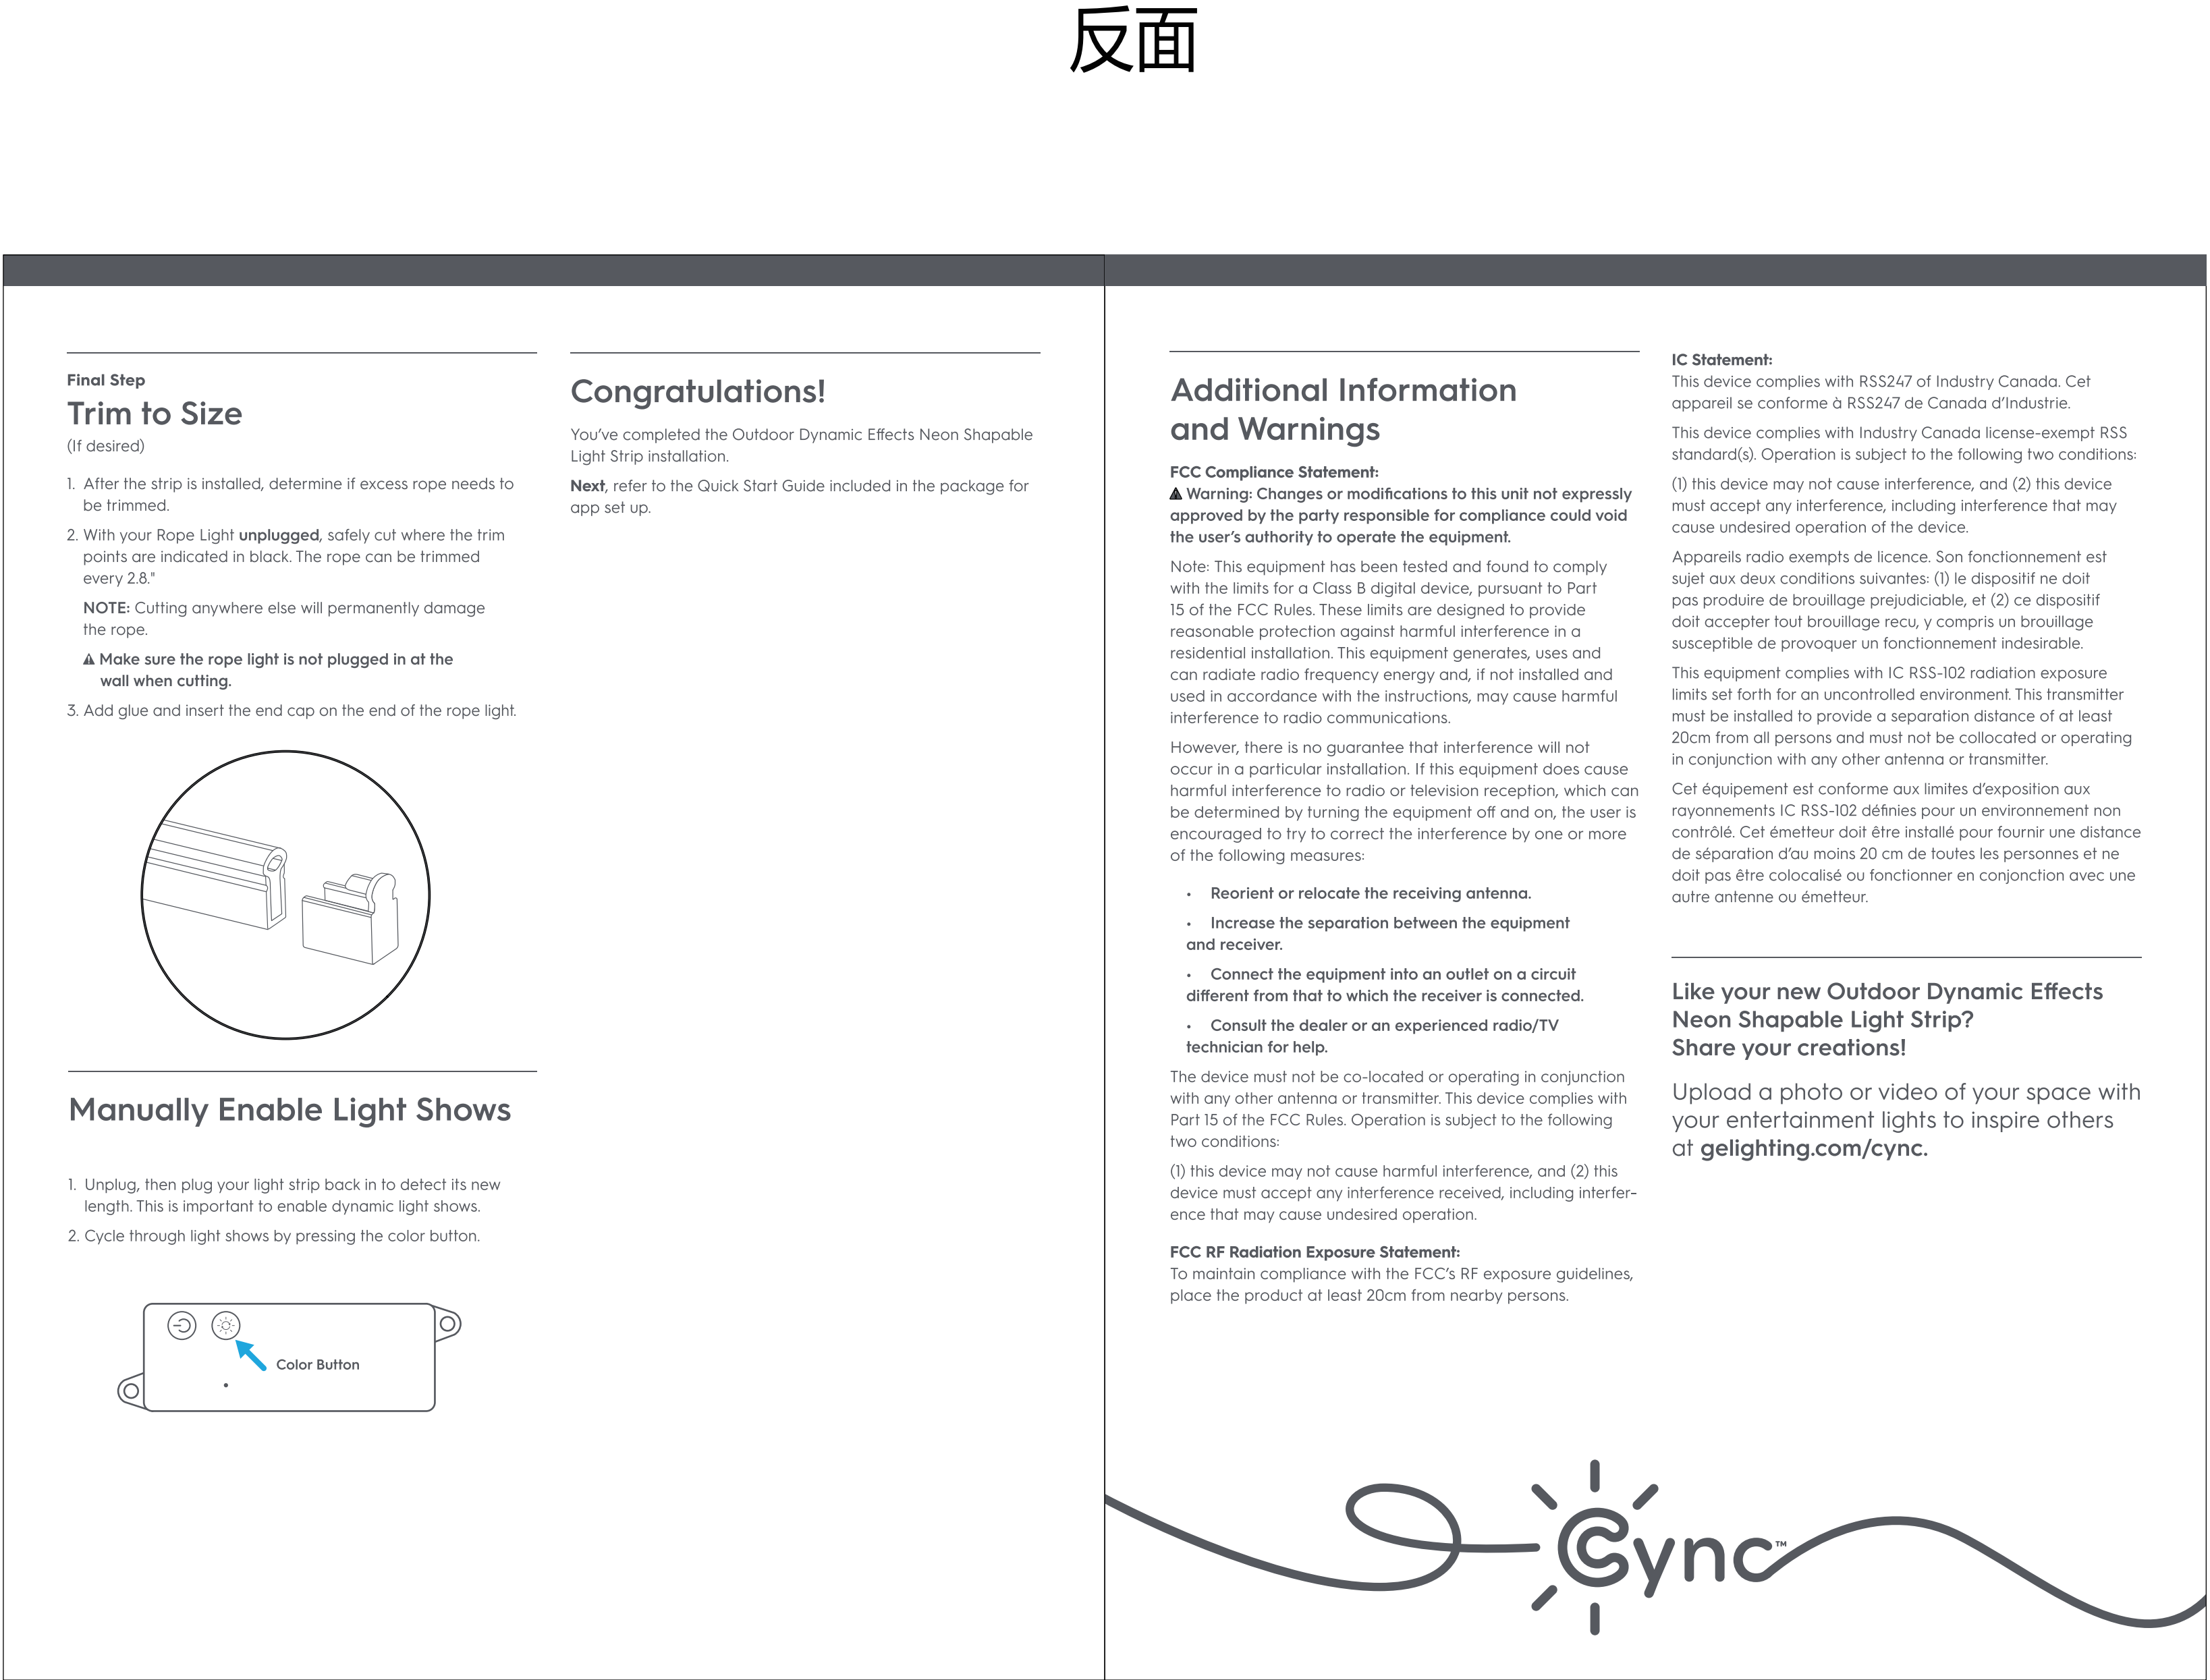 反面
Final Step
Trim to Size
(If desired)
1. After the strip is installed, determine if excess rope needs to
be trimmed.
2. With your Rope Light unplugged, safely cut where the trim
points are indicated in black. The rope can be trimmed
every 2.8."
NOTE: Cutting anywhere else will permanently damage
the rope.
Make sure the rope light is not plugged in at the
wall when cutting.
3. Add glue and insert the end cap on the end of the rope light.
Manually Enable Light Shows
1. Unplug, then plug your light strip back in to detect its new
length. This is important to enable dynamic light shows.
2. Cycle through light shows by pressing the color button.
Color Button
Congratulations!
You've completed the Outdoor Dynamic Effects Neon Shapable
Light Strip installation.
Next, refer to the Quick Start Guide included in the package for
app set up.
Additional Information
and Warnings
FCC Compliance Statement:
Warning: Changes or modifications to this unit not expressly
approved by the party responsible for compliance could void
the user's authority to operate the equipment.
Note: This equipment has been tested and found to comply
with the limits for a Class B digital device, pursuant to Part
15 of the FCC Rules. These limits are designed to provide
reasonable protection against harmful interference in a
residential installation. This equipment generates, uses and
can radiate radio frequency energy and, if not installed and
used in accordance with the instructions, may cause harmful
interference to radio communications.
However, there is no guarantee that interference will not
occur in a particular installation. If this equipment does cause
harmful interference to radio or television reception, which can
be determined by turning the equipment off and on, the user is
encouraged to try to correct the interference by one or more
of the following measures:
• Reorient or relocate the receiving antenna.
• Increase the separation between the equipment
and receiver.
• Connect the equipment into an outlet on a circuit
different from that to which the receiver is connected.
• Consult the dealer or an experienced radio/TV
technician for help.
The device must not be co-located or operating in conjunction
with any other antenna or transmitter. This device complies with
Part 15 of the FCC Rules. Operation is subject to the following
two conditions:
(1) this device may not cause harmful interference, and (2) this
device must accept any interference received, including interfer-
ence that may cause undesired operation.
FCC RF Radiation Exposure Statement:
To maintain compliance with the FCC's RF exposure guidelines,
place the product at least 20cm from nearby persons.
IC Statement:
This device complies with RSS247 of Industry Canada. Cet
appareil se conforme à RSS247 de Canada d'Industrie.
This device complies with Industry Canada license-exempt RSS
standard(s). Operation is subject to the following two conditions:
(1) this device may not cause interference, and (2) this device
must accept any interference, including interference that may
cause undesired operation of the device.
Appareils radio exempts de licence. Son fonctionnement est
sujet aux deux conditions suivantes: (1) le dispositif ne doit
pas produire de brouillage prejudiciable, et (2) ce dispositif
doit accepter tout brouillage recu, y compris un brouillage
susceptible de provoquer un fonctionnement indesirable.
This equipment complies with IC RSS-102 radiation exposure
limits set forth for an uncontrolled environment. This transmitter
must be installed to provide a separation distance of at least
20cm from all persons and must not be collocated or operating
in conjunction with any other antenna or transmitter.
Cet équipement est conforme aux limites d'exposition aux
rayonnements IC RSS-102 définies pour un environnement non
contrôlé. Cet émetteur doit être installé pour fournir une distance
de séparation d'au moins 20 cm de toutes les personnes et ne
doit pas être colocalisé ou fonctionner en conjonction avec une
autre antenne ou émetteur.
Like your new Outdoor Dynamic Effects
Neon Shapable Light Strip?
Share your creations!
Upload a photo or video of your space with
your entertainment lights to inspire others
at gelighting.com/cync.
Cync™